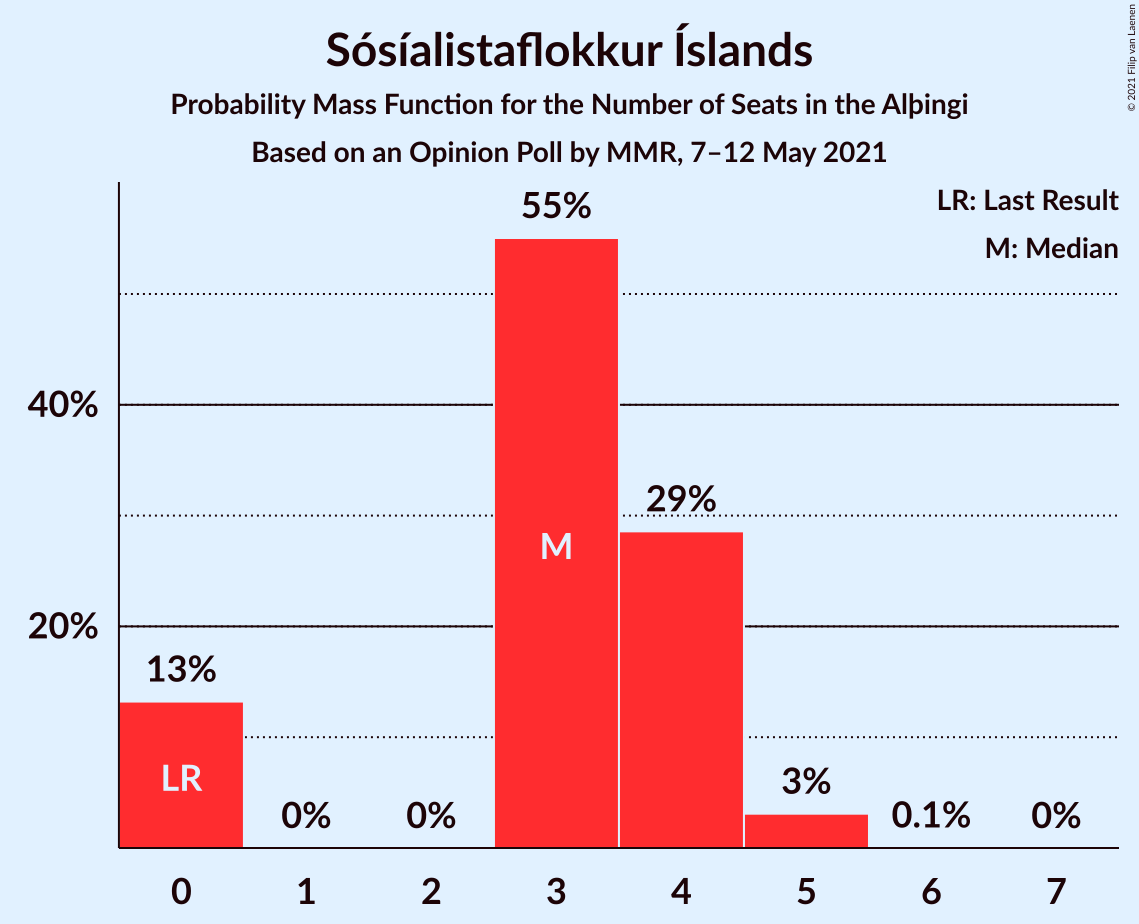 Sósíalistaflokkur Íslands
Probability Mass Function for the Number of Seats in the Alþingi
Based on an Opinion Poll by MMR, 7–12 May 2021
© 2021 Filip van Laenen
LR: Last Result
M: Median
55%
40%
29%
M
20%
13%
LR
0%
0%
3%
0.1%
0%
0 1 2 3 4 5 6 7